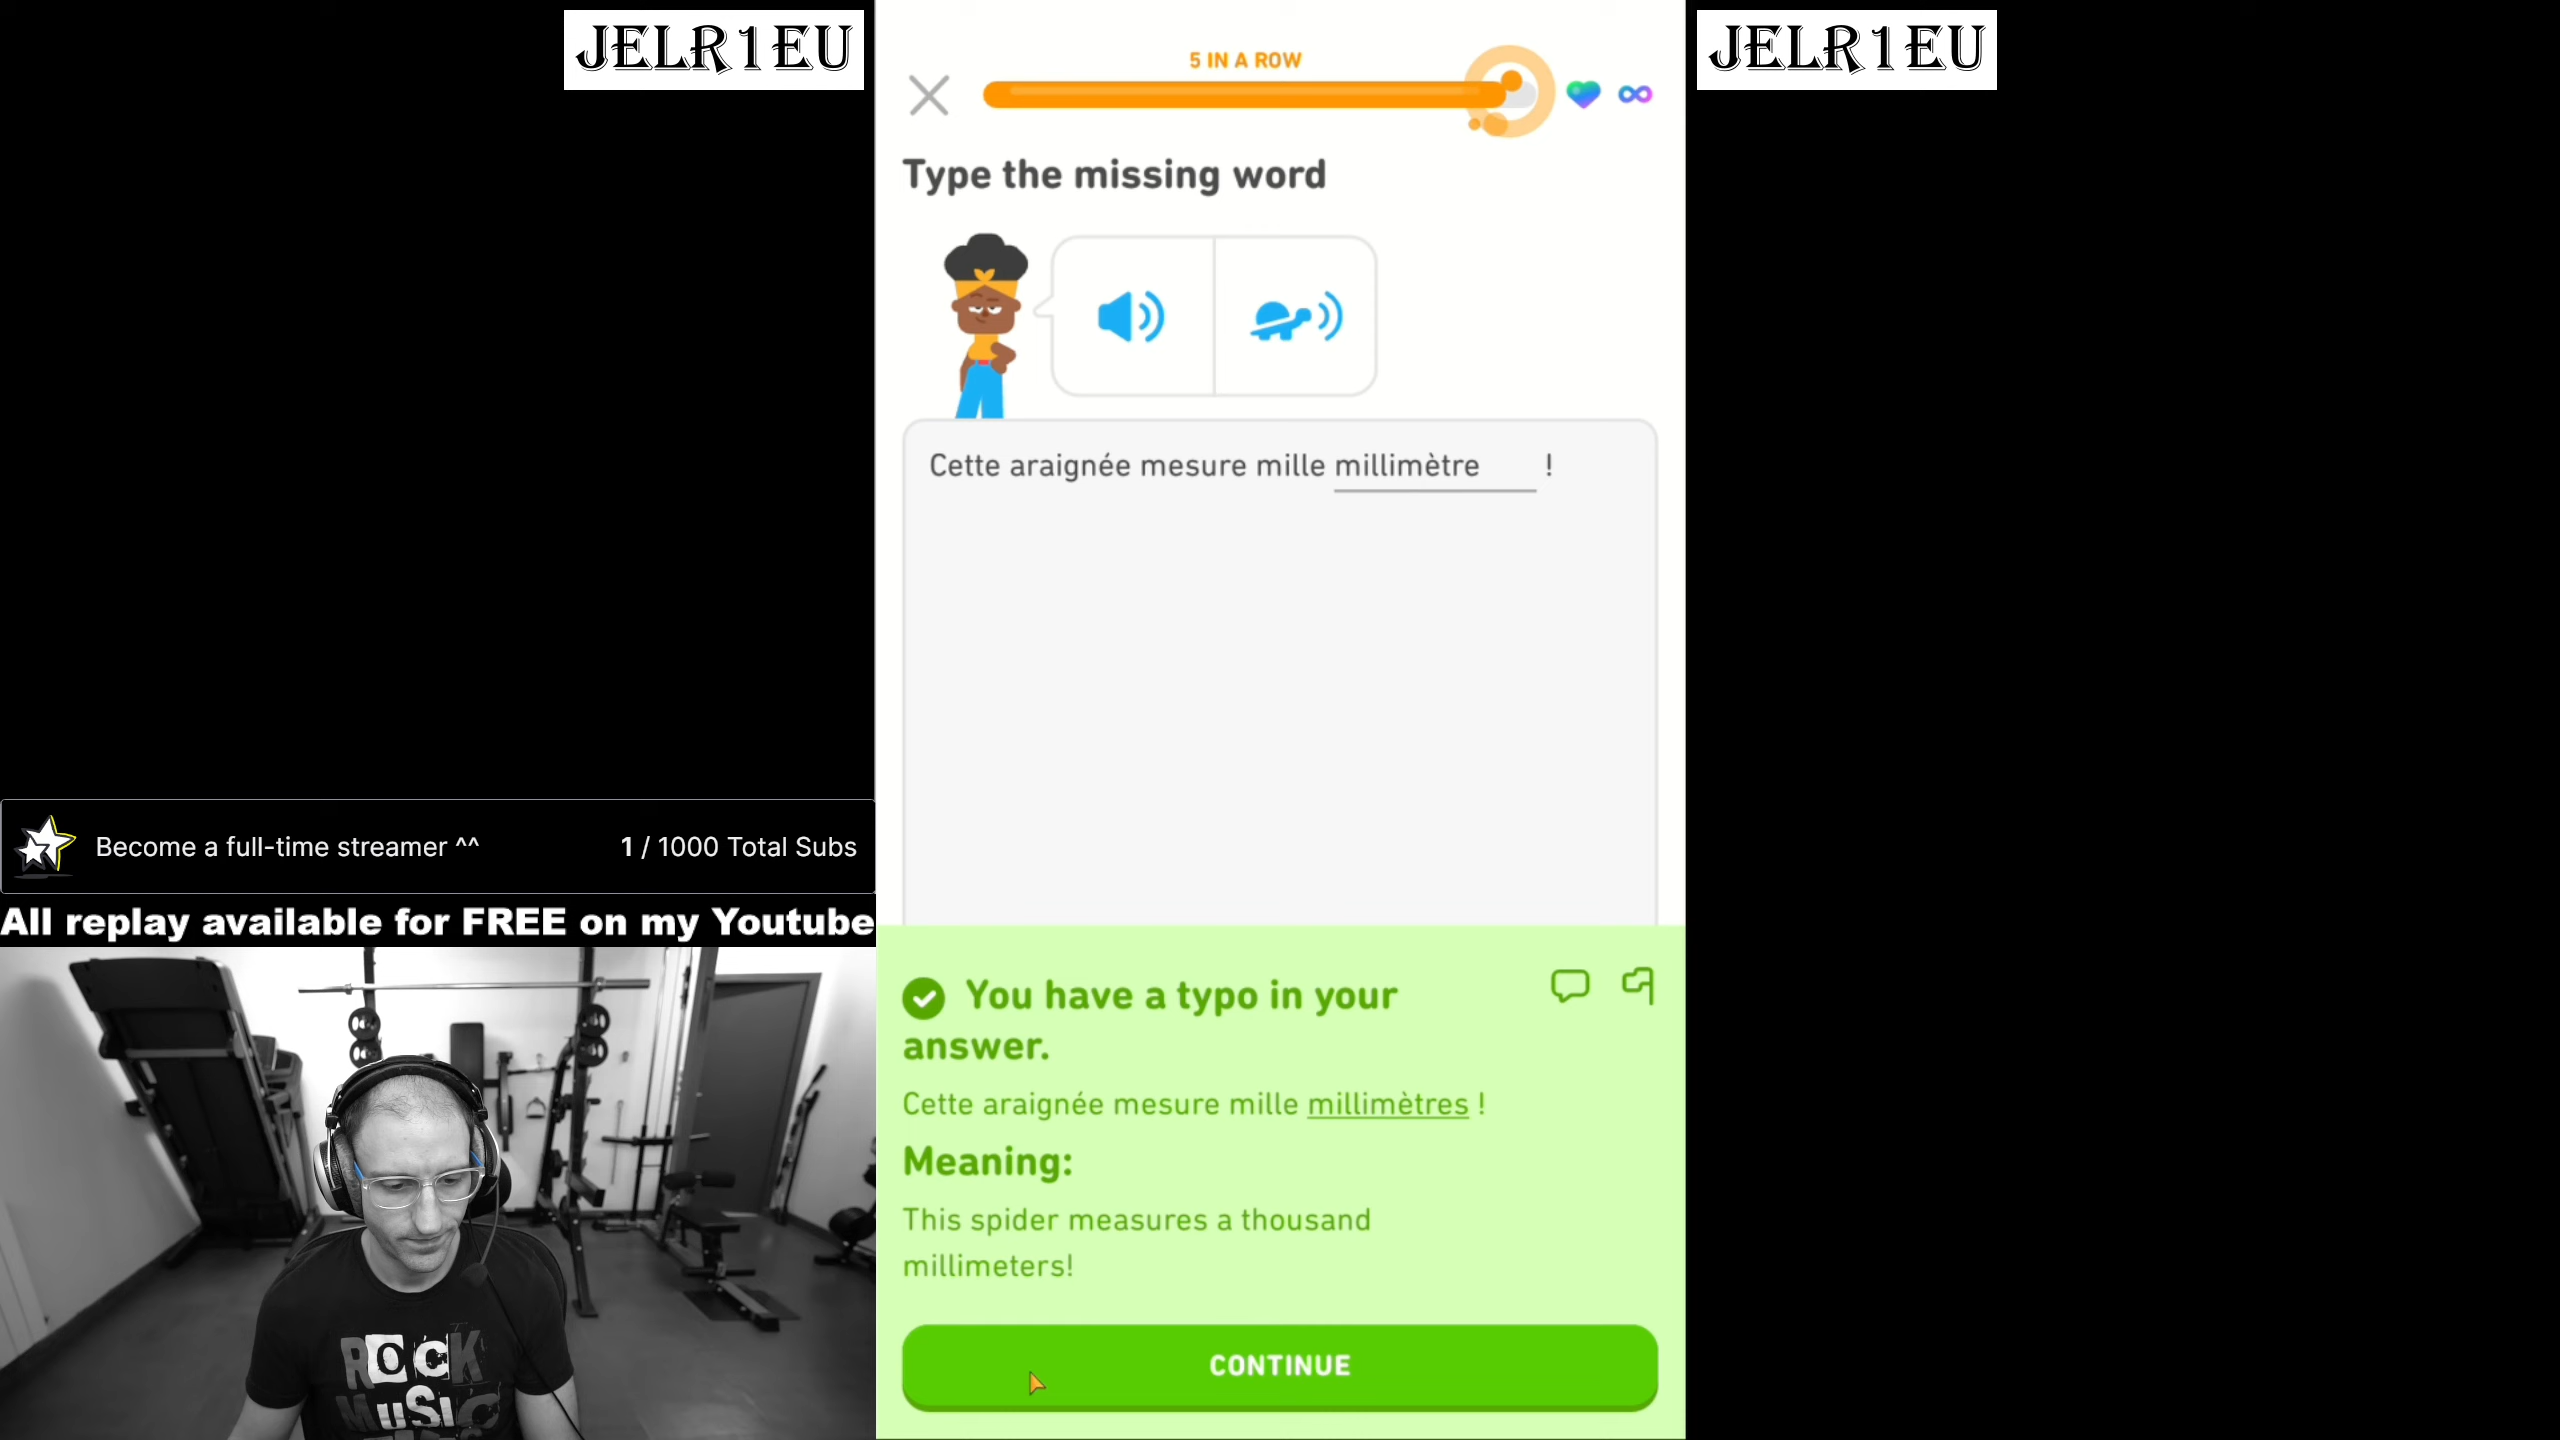 JELR1EU
JELR1EU
5 IN A ROW
Type the missing word
Cette araignée mesure mille millimètre !
You have a typo in your
answer.
Cette araignée mesure mille millimètres !
Meaning:
This spider measures a thousand
millimeters!
CONTINUE
Become a full-time streamer ^^ 1 / 1000 Total Subs
All replay available for FREE on my Youtube
ROCK
MUSIC